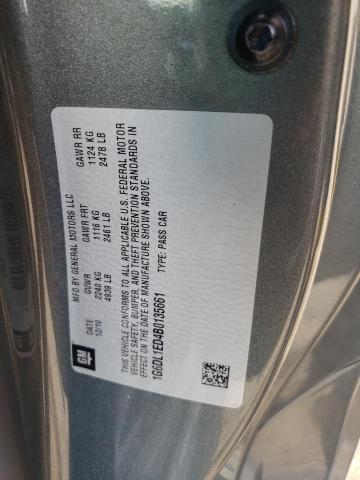 MFD BY GENERAL MOTORS LLC
DATE GVWR GAWR FRT GAWR RR
12/10 2240 KG 1116 KG 1124 KG
4939 LB 2461 LB 2478 LB
GM
THIS VEHICLE CONFORMS TO ALL APPLICABLE U.S. FEDERAL MOTOR
VEHICLE SAFETY, BUMPER, AND THEFT PREVENTION STANDARDS IN
EFFECT ON THE DATE OF MANUFACTURE SHOWN ABOVE.
1G6DL1ED4B0135661 TYPE: PASS CAR